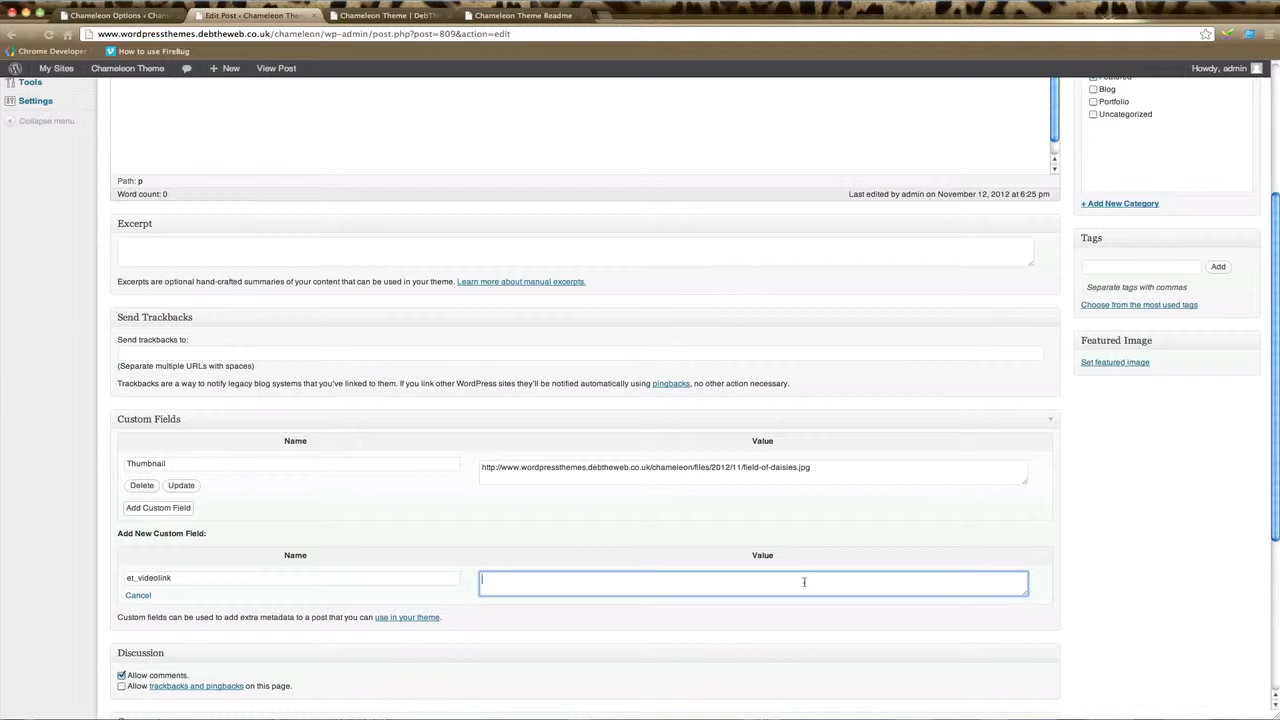 Chameleon Options ‹ Cham
Edit Post ‹ Chameleon Them
Chameleon Theme | DebTh
Chameleon Theme Readme
www.wordpressthemes.debtheweb.co.uk/chameleon/wp-admin/post.php?post=809&action=edit
Chrome Developer
How to use FireBug
My Sites
Chameleon Theme
+ New
View Post
Howdy, admin
Tools
Settings
Collapse menu
Featured
Blog
Portfolio
Uncategorized
+ Add New Category
Path: p
Word count: 0
Last edited by admin on November 12, 2012 at 6:25 pm
Excerpt
Excerpts are optional hand-crafted summaries of your content that can be used in your theme. Learn more about manual excerpts.
Tags
Add
Separate tags with commas
Choose from the most used tags
Send Trackbacks
Send trackbacks to:
(Separate multiple URLs with spaces)
Trackbacks are a way to notify legacy blog systems that you've linked to them. If you link other WordPress sites they'll be notified automatically using pingbacks, no other action necessary.
Featured Image
Set featured image
Custom Fields
Name
Value
Thumbnail
http://www.wordpressthemes.debtheweb.co.uk/chameleon/files/2012/11/field-of-daisies.jpg
Delete
Update
Add Custom Field
Add New Custom Field:
Name
Value
et_videolink
Cancel
Custom fields can be used to add extra metadata to a post that you can use in your theme.
Discussion
Allow comments.
Allow trackbacks and pingbacks on this page.